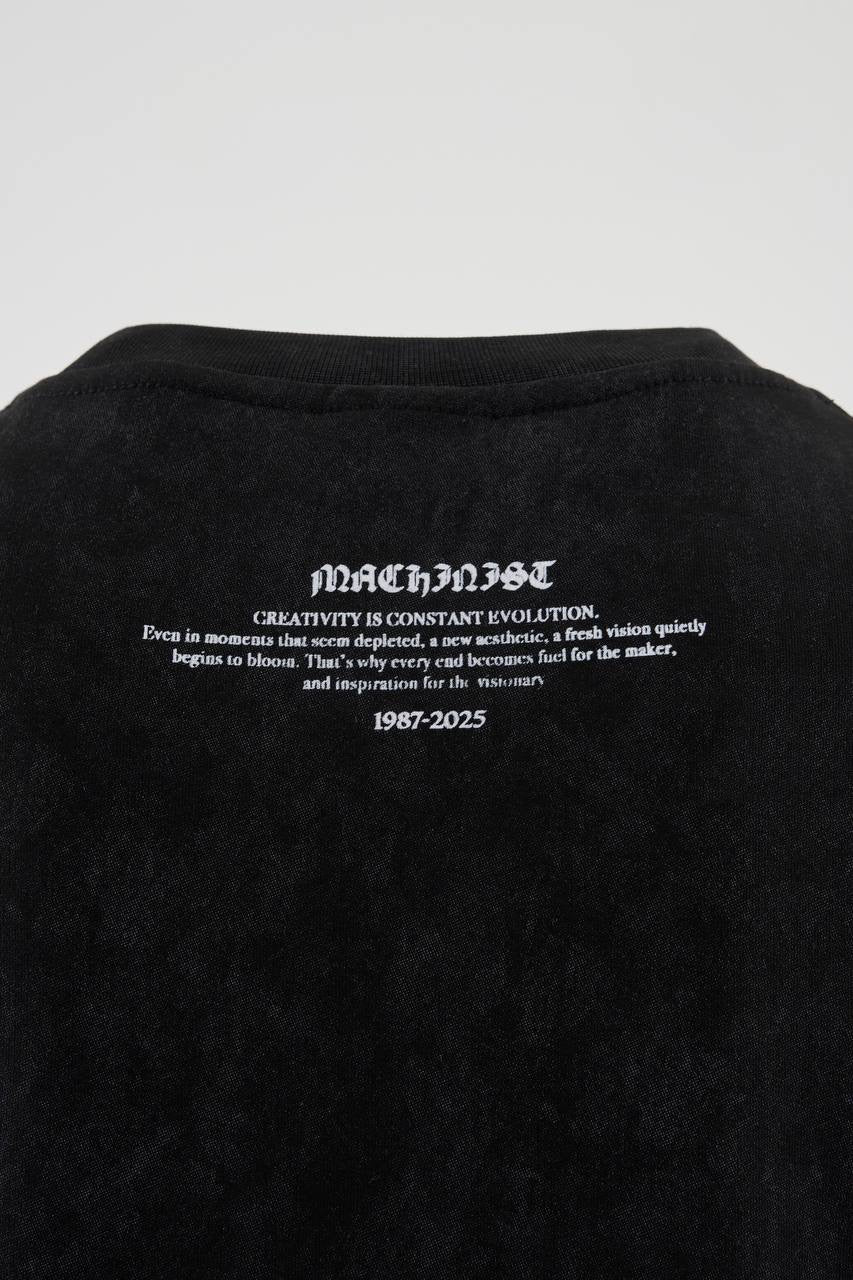 MACHINIST
CREATIVITY IS CONSTANT EVOLUTION.
Even in moments that seem depleted, a new aesthetic, a fresh vision quietly
begins to bloom. That's why every end becomes fuel for the maker,
and inspiration for the visionary
1987-2025